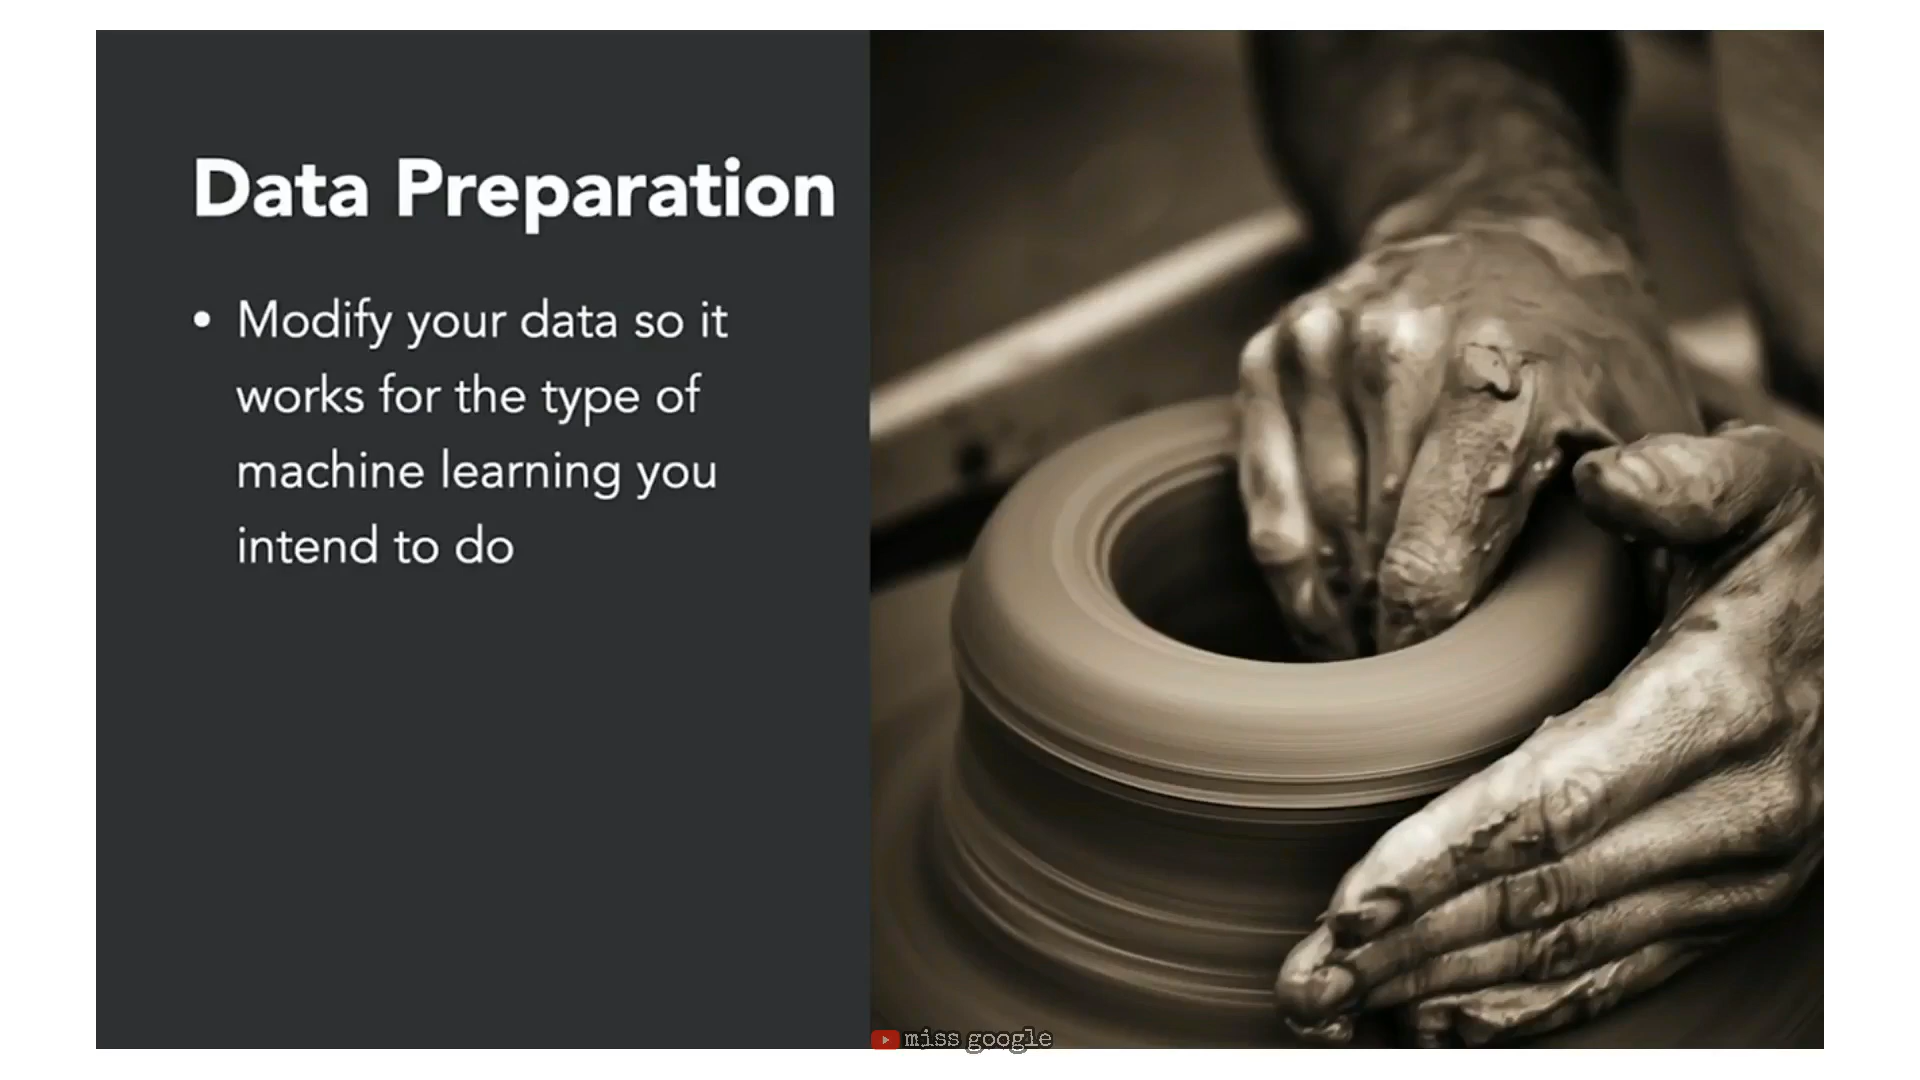 Data Preparation
• Modify your data so it
works for the type of
machine learning you
intend to do
miss google